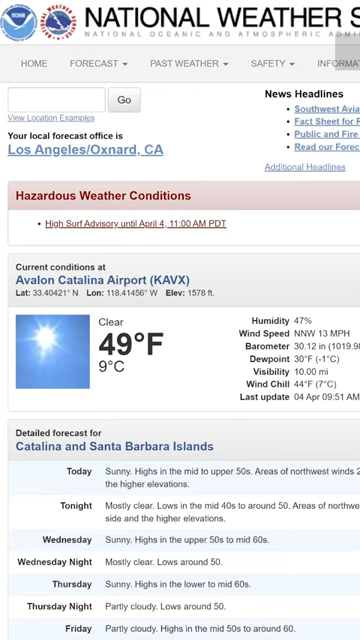 NATIONAL WEATHER
NATIONAL OCEANIC AND ATMOSPHERIC
HOME FORECAST PAST WEATHER SAFETY
Go
View Location Examples
Your local forecast office is
Los Angeles/Oxnard, CA
News Headlines
Southwest
Fact Sheet for
Public and Fire
Read our
Additional Headlines
Hazardous Weather Conditions
High Surf Advisory until April 4, 11:00 AM PDT
Current conditions at
Avalon Catalina Airport (KAVX)
Lat: 33.40421° N Lon: 118.41456° W Elev: 1578 ft.
Clear
49°F
9°C
Humidity 47%
Wind Speed NNW 13 MPH
Barometer 30.12 in (1019.9
Dewpoint 30°F (-1°C)
Visibility 10.00 mi
Wind Chill 44°F (7°C)
Last update 04 Apr 09:51 AM
Detailed forecast for
Catalina and Santa Barbara Islands
Today Sunny. Highs in the mid to upper 50s. Areas of northwest winds 2
the higher elevations.
Tonight Mostly clear. Lows in the mid 40s to around 50. Areas of
side and the higher elevations.
Wednesday Sunny. Highs in the upper 50s to mid 60s.
Wednesday Night Mostly clear. Lows around 50.
Thursday Sunny. Highs in the lower to mid 60s.
Thursday Night Partly cloudy. Lows around 50.
Friday Partly cloudy. Highs in the mid 50s to around 60.